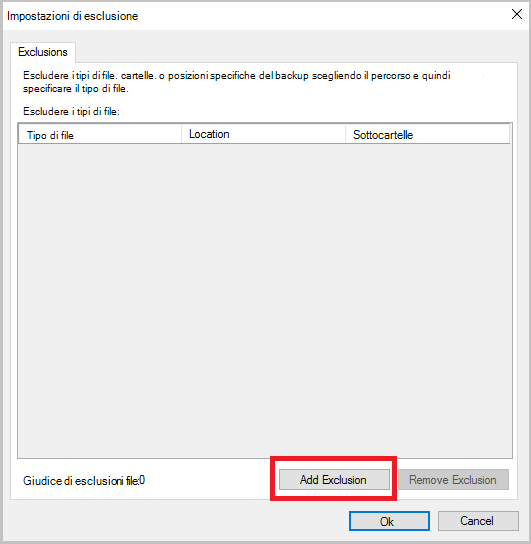 Impostazioni di esclusione
Exclusions
Escludere i tipi di file. cartelle. o posizioni specifiche del backup scegliendo il percorso e quindi
specificare il tipo di file.
Escludere i tipi di file:
Tipo di file Location Sottocartelle
Giudice di esclusioni file:0 Add Exclusion Remove Exclusion
Ok Cancel